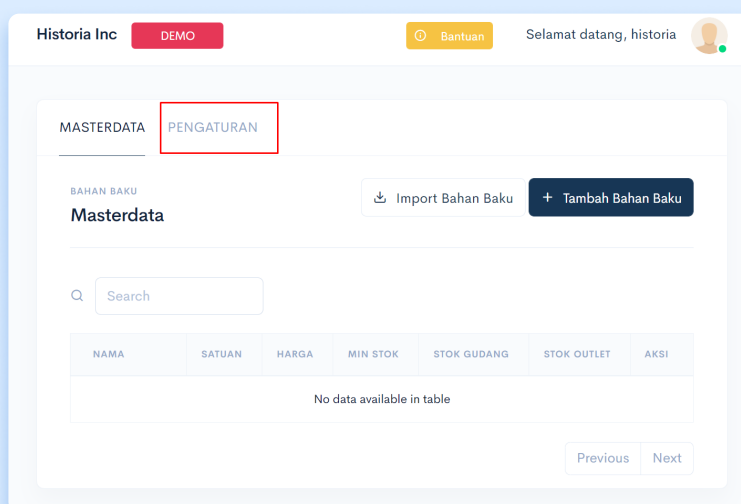 Historia Inc DEMO Bantuan Selamat datang, historia
MASTERDATA PENGATURAN
BAHAN BAKU
Masterdata
Import Bahan Baku + Tambah Bahan Baku
Search
NAMA SATUAN HARGA MIN STOK STOK GUDANG STOK OUTLET AKSI
No data available in table
Previous Next